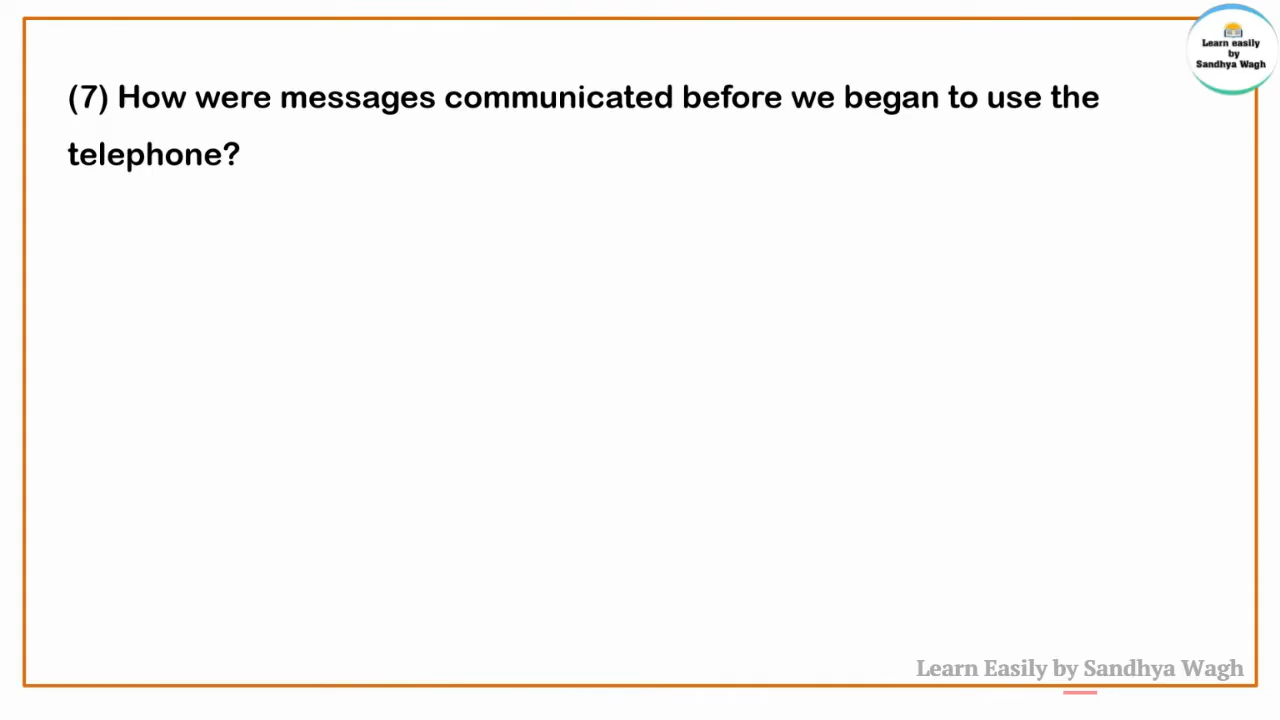 Learn easily
by
Sandhya Wagh
(7) How were messages communicated before we began to use the
telephone?
Learn Easily by Sandhya Wagh